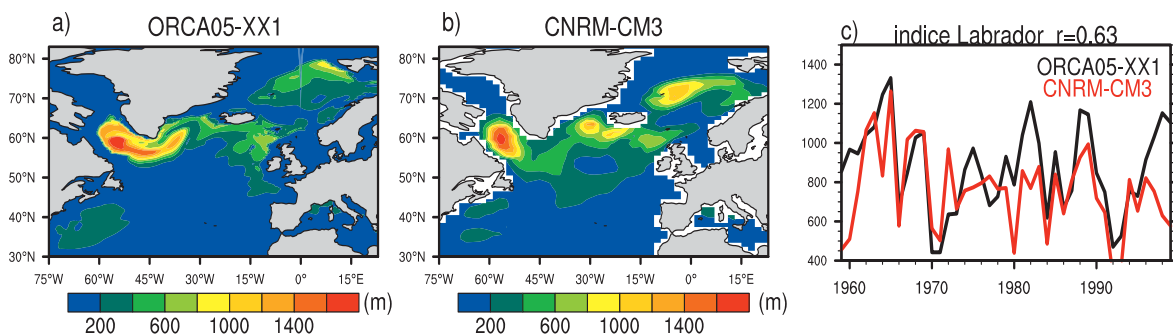 a) ORCA05-XX1
80°N
70°N
60°N
50°N
40°N
30°N
75°W 60°W 45°W 30°W 15°W 0° 15°E
200 600 1000 1400 (m)
b) CNRM-CM3
80°N
70°N
60°N
50°N
40°N
30°N
75°W 60°W 45°W 30°W 15°W 0° 15°E
200 600 1000 1400 (m)
c) indice Labrador r=0.63
ORCA05-XX1
CNRM-CM3
1400
1200
1000
800
600
400
1960 1970 1980 1990